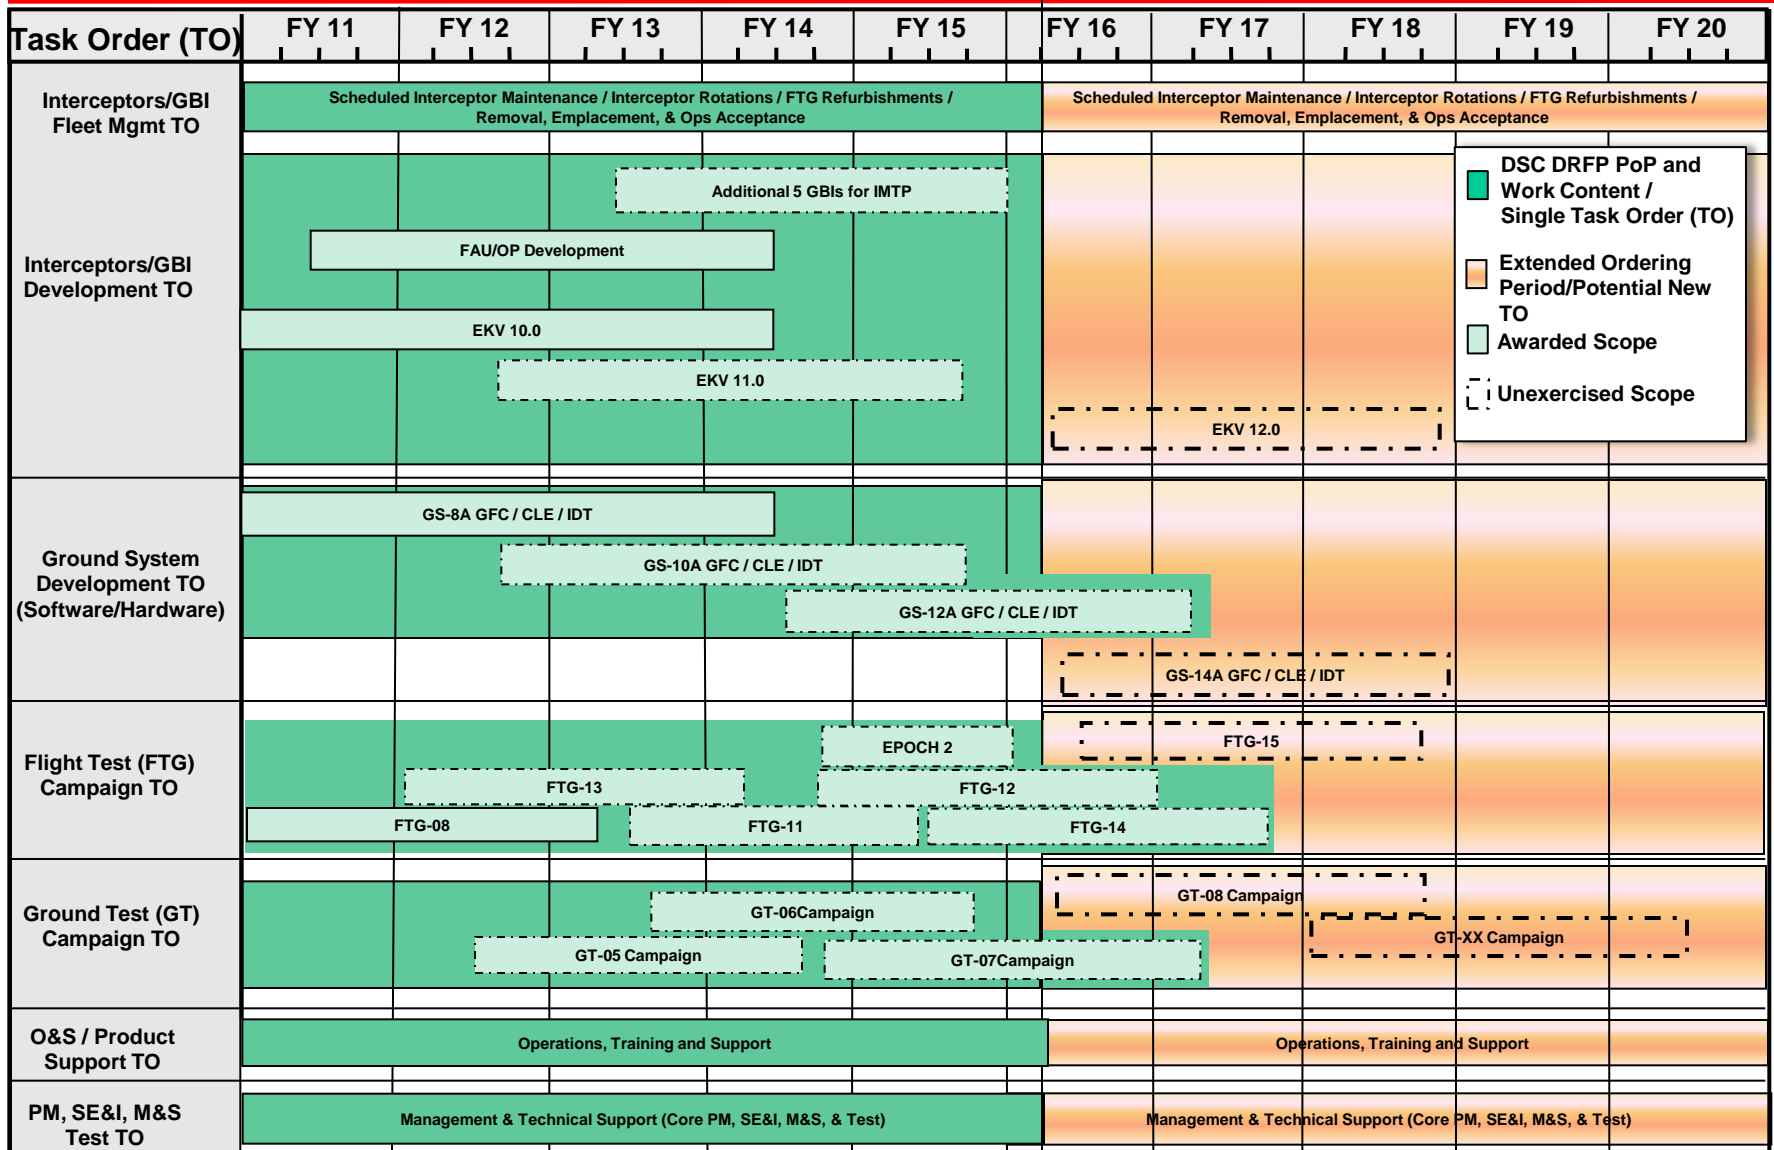 Task Order (TO)
FY 11
FY 12
FY 13
FY 14
FY 15
FY 16
FY 17
FY 18
FY 19
FY 20
Interceptors/GBI
Fleet Mgmt TO
Scheduled Interceptor Maintenance / Interceptor Rotations / FTG Refurbishments /
Removal, Emplacement, & Ops Acceptance
Scheduled Interceptor Maintenance / Interceptor Rotations / FTG Refurbishments /
Removal, Emplacement, & Ops Acceptance
Interceptors/GBI
Development TO
Additional 5 GBIs for IMTP
FAU/OP Development
EKV 10.0
EKV 11.0
EKV 12.0
DSC DRFP PoP and
Work Content /
Single Task Order (TO)
Extended Ordering
Period/Potential New
TO
Awarded Scope
Unexercised Scope
Ground System
Development TO
(Software/Hardware)
GS-8A GFC / CLE / IDT
GS-10A GFC / CLE / IDT
GS-12A GFC / CLE / IDT
GS-14A GFC / CLE / IDT
Flight Test (FTG)
Campaign TO
EPOCH 2
FTG-15
FTG-13
FTG-12
FTG-08
FTG-11
FTG-14
Ground Test (GT)
Campaign TO
GT-08 Campaign
GT-06Campaign
GT-XX Campaign
GT-05 Campaign
GT-07Campaign
O&S / Product
Support TO
Operations, Training and Support
Operations, Training and Support
PM, SE&I, M&S
Test TO
Management & Technical Support (Core PM, SE&I, M&S, & Test)
Management & Technical Support (Core PM, SE&I, M&S, & Test)